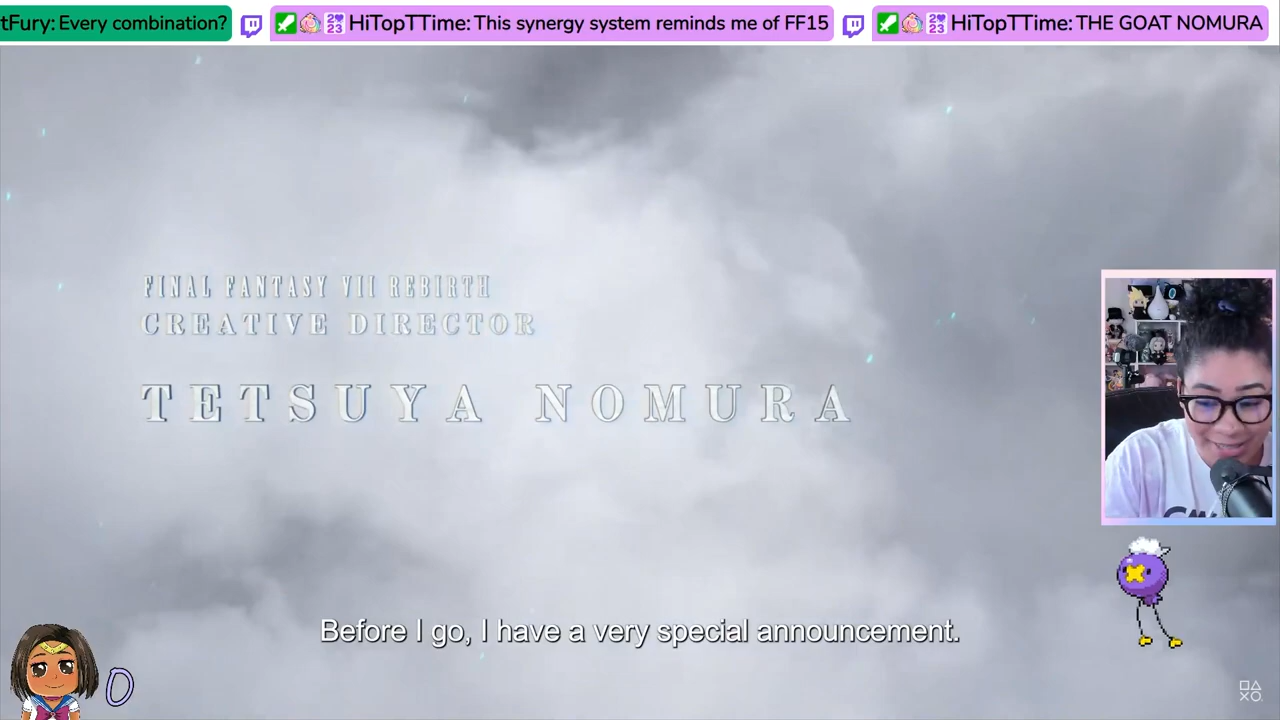 tFury: Every combination?
HiTopTTime: This synergy system reminds me of FF15
HiTopTTime: THE GOAT NOMURA
FINAL FANTASY VII REBIRTH
CREATIVE DIRECTOR
TETSUYA NOMURA
Before I go, I have a very special announcement.